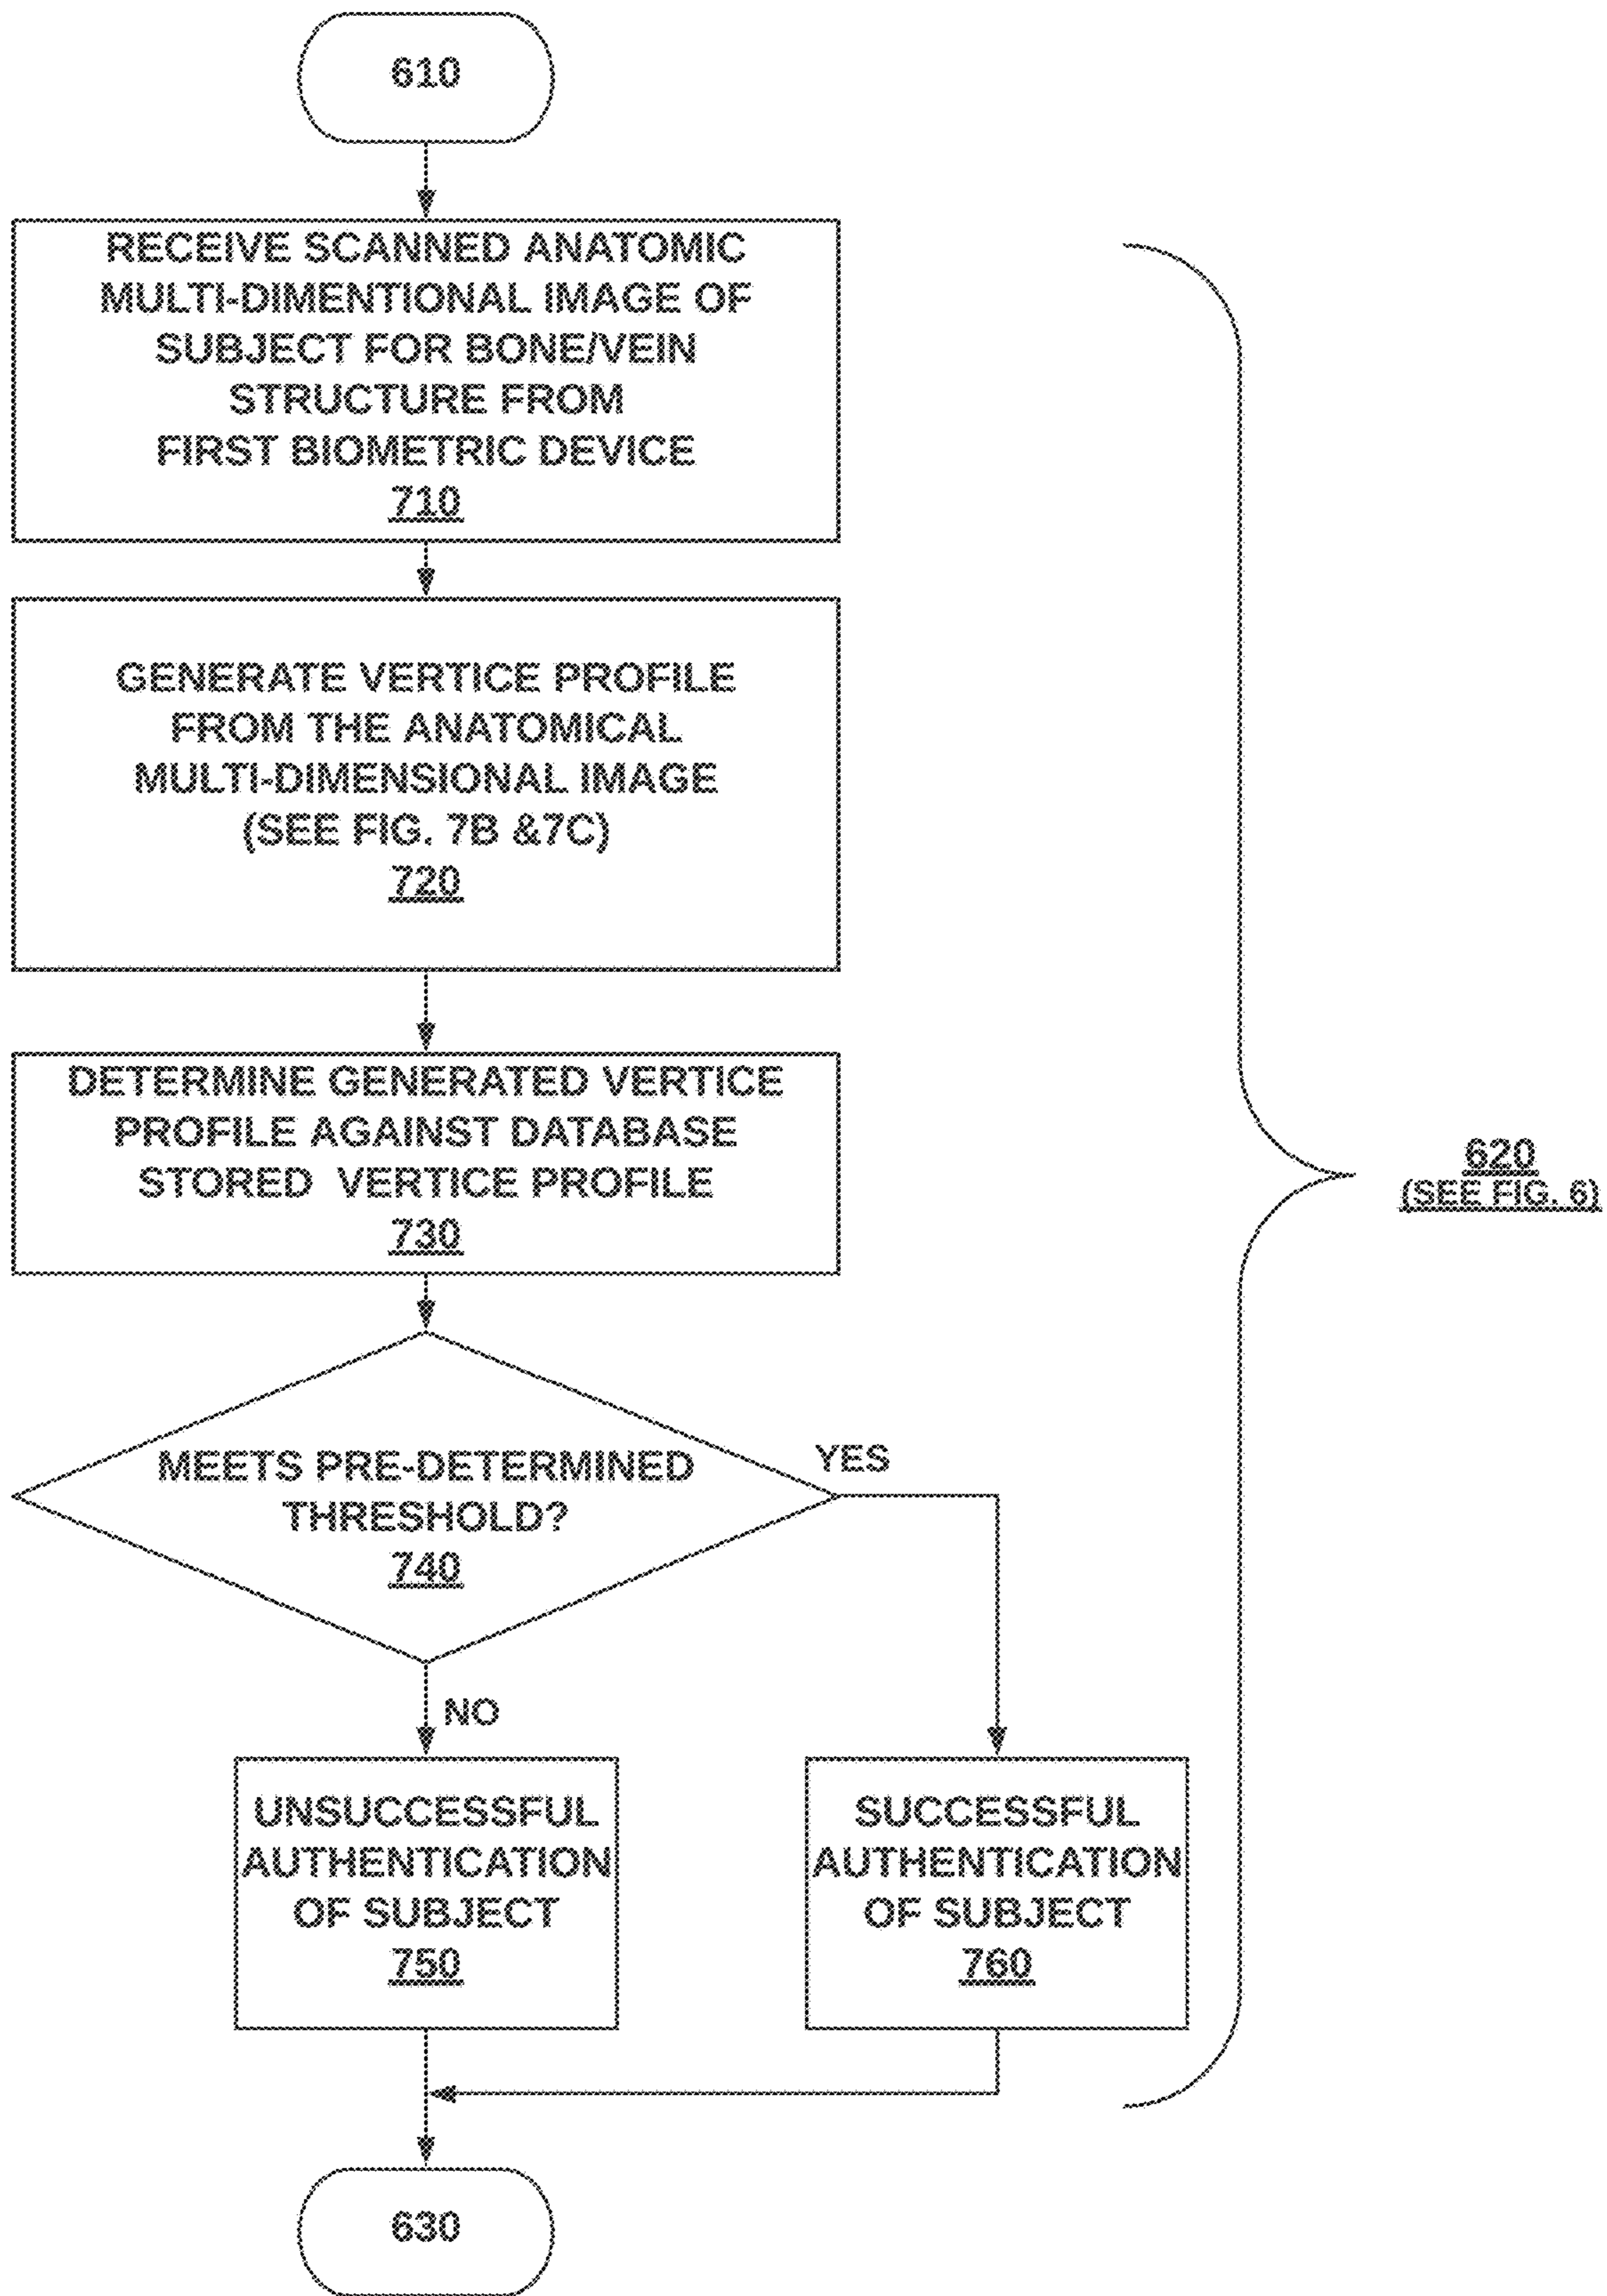 610
RECEIVE SCANNED ANATOMIC
MULTI-DIMENTIONAL IMAGE OF
SUBJECT FOR BONE/VEIN
STRUCTURE FROM
FIRST BIOMETRIC DEVICE
710
GENERATE VERTICE PROFILE
FROM THE ANATOMICAL
MULTI-DIMENSIONAL IMAGE
(SEE FIG. 7B &7C)
720
DETERMINE GENERATED VERTICE
PROFILE AGAINST DATABASE
STORED  VERTICE PROFILE
730
620
(SEE FIG. 6)
MEETS PRE-DETERMINED
THRESHOLD?
740
YES
NO
UNSUCCESSFUL
AUTHENTICATION
OF SUBJECT
750
SUCCESSFUL
AUTHENTICATION
OF SUBJECT
760
630